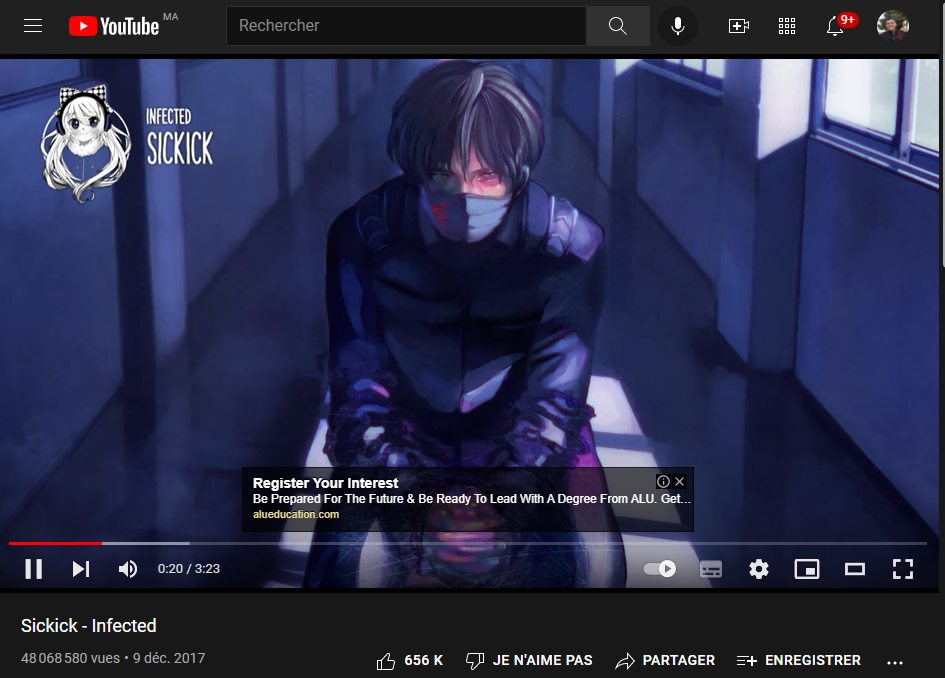 YouTube MA
Rechercher
9+
INFECTED
SICKICK
Register Your Interest
Be Prepared For The Future & Be Ready To Lead With A Degree From ALU. Get...
alueducation.com
0:20 / 3:23
Sickick - Infected
48 068 580 vues • 9 déc. 2017
656 K
JE N'AIME PAS
PARTAGER
ENREGISTRER